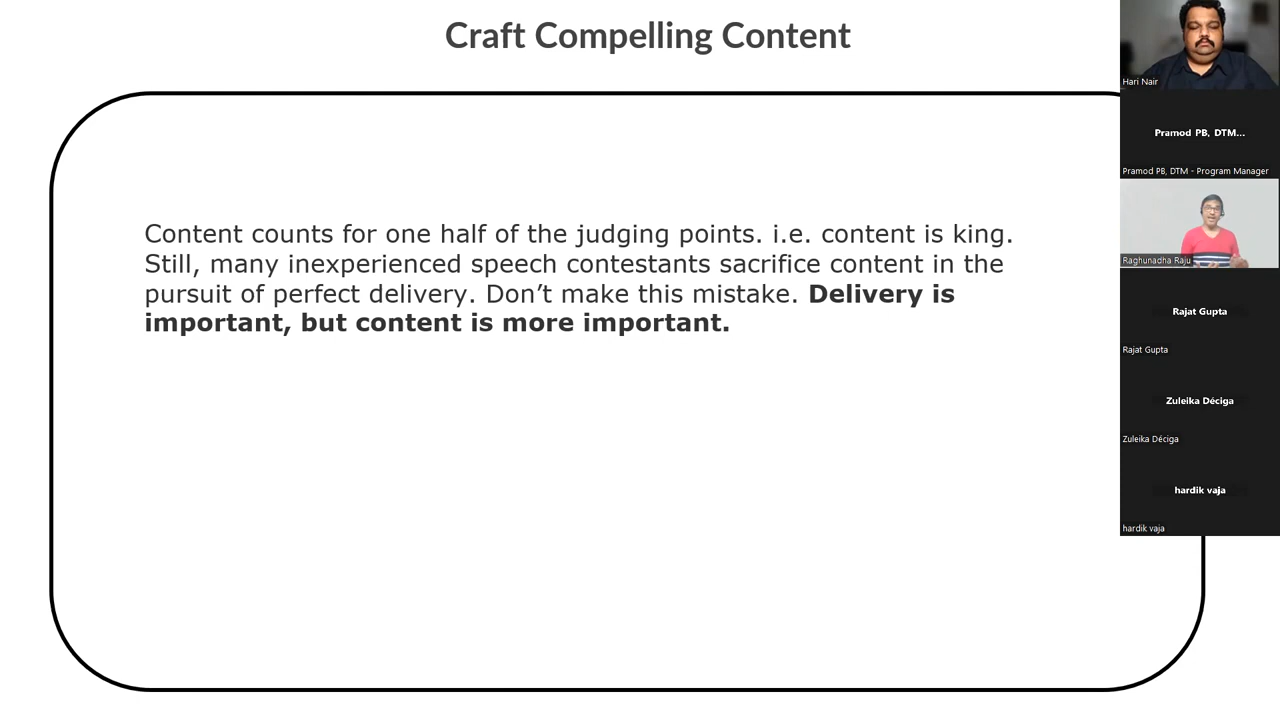 Craft Compelling Content
Content counts for one half of the judging points. i.e. content is king.
Still, many inexperienced speech contestants sacrifice content in the
pursuit of perfect delivery. Don’t make this mistake. Delivery is
important, but content is more important.
Hari Nair
Pramod PB, DTM...
Pramod PB, DTM - Program Manager
Raghunadha Raju
Rajat Gupta
Rajat Gupta
Zuleika Déciga
Zuleika Déciga
hardik vaja
hardik vaja